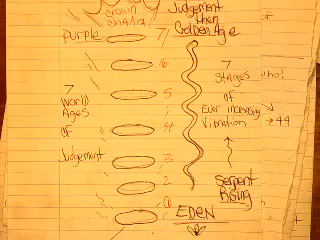 Crown
chakra
Judgement
then
Golden Age
Purple
7
6
7
World
Ages
of
Judgement
5
4
3
2
1
7
Stages
of
Ever increasing
Vibration
→ 44
Serpent
Rising
EDEN